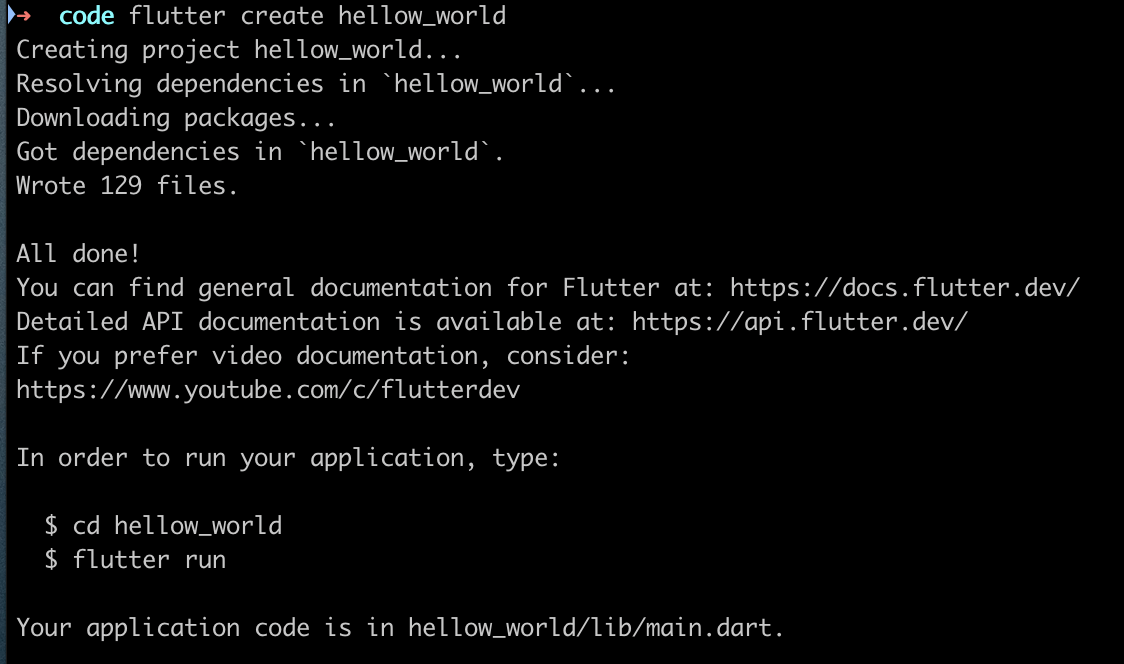 ➜ code flutter create hellow_world
Creating project hellow_world...
Resolving dependencies in `hellow_world`...
Downloading packages...
Got dependencies in `hellow_world`.
Wrote 129 files.
All done!
You can find general documentation for Flutter at: https://docs.flutter.dev/
Detailed API documentation is available at: https://api.flutter.dev/
If you prefer video documentation, consider:
https://www.youtube.com/c/flutterdev
In order to run your application, type:
$ cd hellow_world
$ flutter run
Your application code is in hellow_world/lib/main.dart.